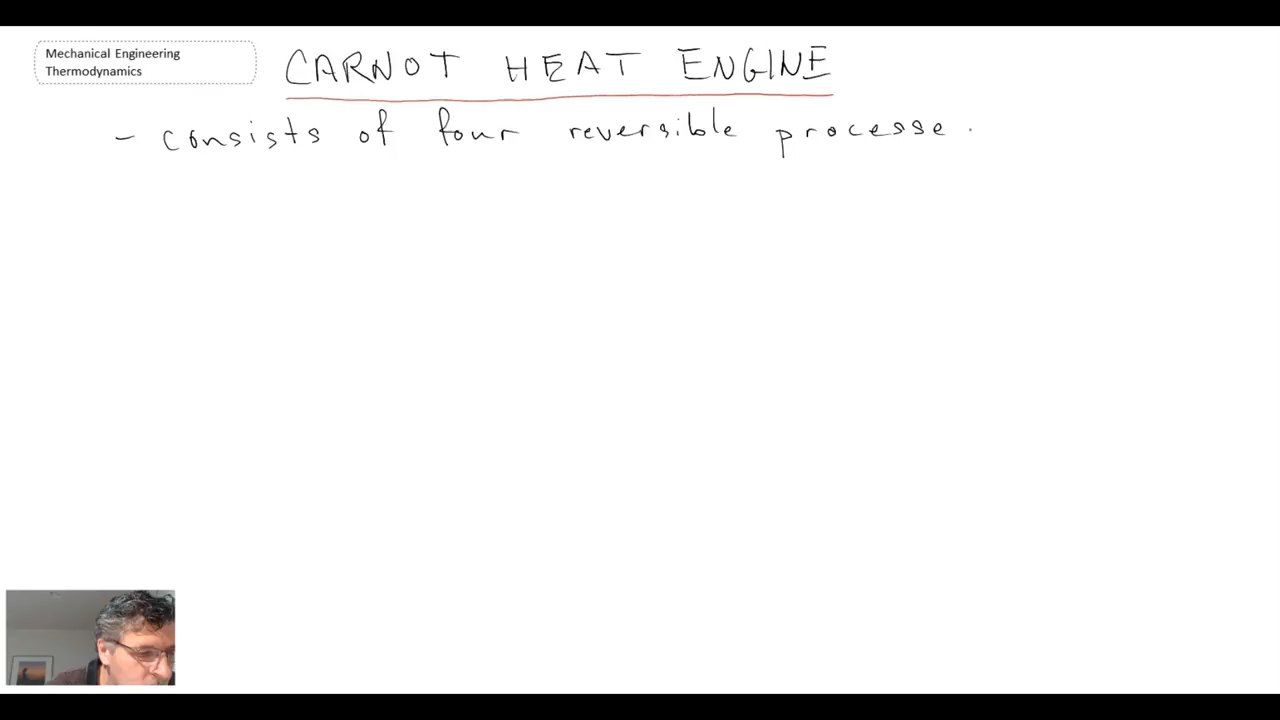 Mechanical Engineering
Thermodynamics
CARNOT HEAT ENGINE
- consists of four reversible processe